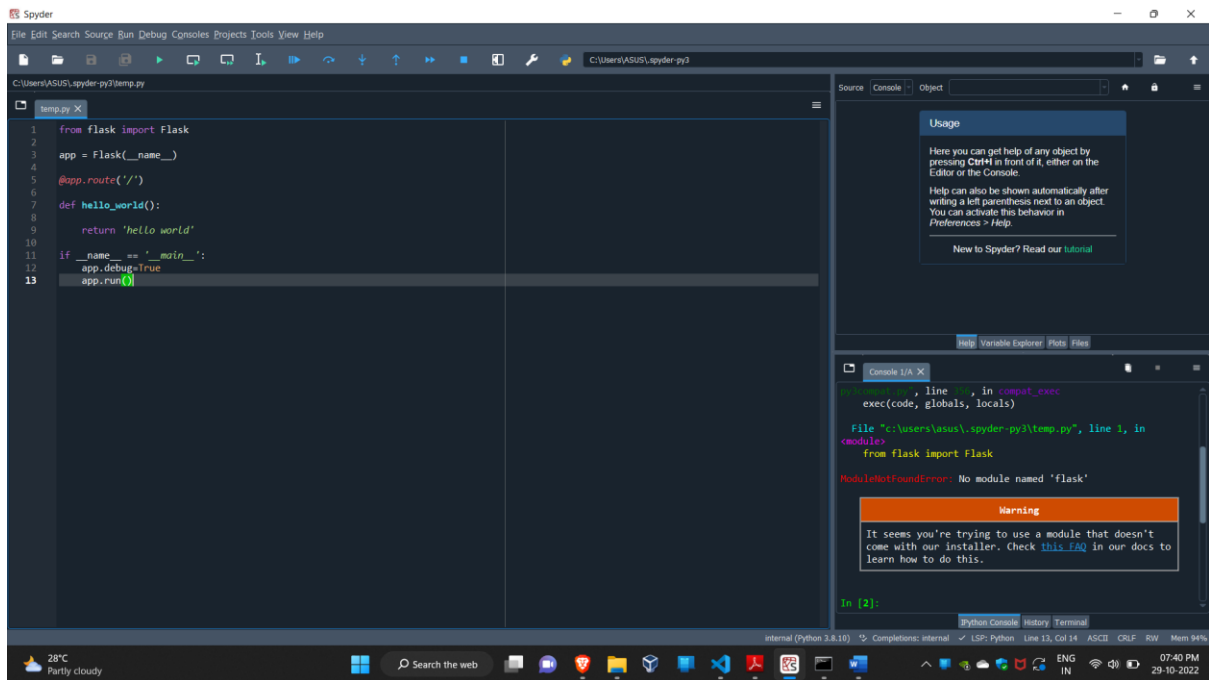 Spyder
File Edit Search Source Run Debug Consoles Projects Tools View Help
C:\Users\ASUS\.spyder-py3
C:\Users\ASUS\.spyder-py3\temp.py
temp.py
1 from flask import Flask
2
3 app = Flask(__name__)
4
5 @app.route('/')
6
7 def hello_world():
8
9 return 'hello world'
10
11 if __name__ == '__main__':
12 app.debug=True
13 app.run()
Source Console Object
Usage
Here you can get help of any object by
pressing Ctrl+I in front of it, either on the
Editor or the Console.
Help can also be shown automatically after
writing a left parenthesis next to an object.
You can activate this behavior in
Preferences > Help.
New to Spyder? Read our tutorial
Help Variable Explorer Plots Files
Console 1/A
py3compat.py", line 356, in compat_exec
exec(code, globals, locals)
File "c:\users\asus\.spyder-py3\temp.py", line 1, in
<module>
from flask import Flask
ModuleNotFoundError: No module named 'flask'
Warning
It seems you're trying to use a module that doesn't
come with our installer. Check this FAQ in our docs to
learn how to do this.
In [2]:
IPython Console History Terminal
internal (Python 3.8.10) Completions: internal LSP: Python Line 13, Col 14 ASCII CRLF RW Mem 94%
28°C
Partly cloudy
Search the web
ENG
IN
07:40 PM
29-10-2022